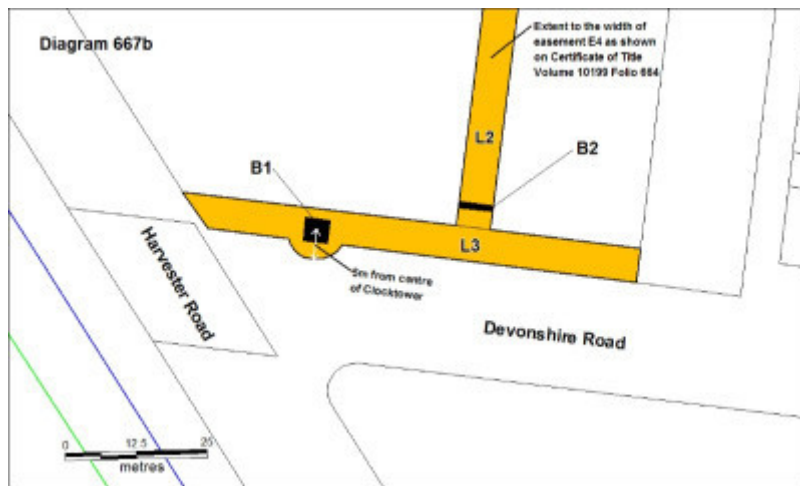 Diagram 667b
Extent to the width of
easement E4 as shown
on Certificate of Title
Volume 10199 Folio 664
L2
B2
B1
L3
5m from centre
of Clocktower
Harvester Road
Devonshire Road
0 12.5 25
metres